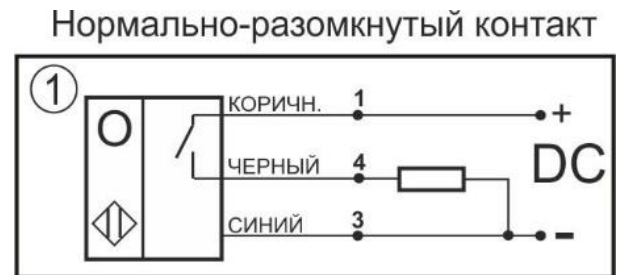 Нормально-разомкнутый контакт
1
О
КОРИЧН. 1 +
ЧЕРНЫЙ 4 DC
СИНИЙ 3 -